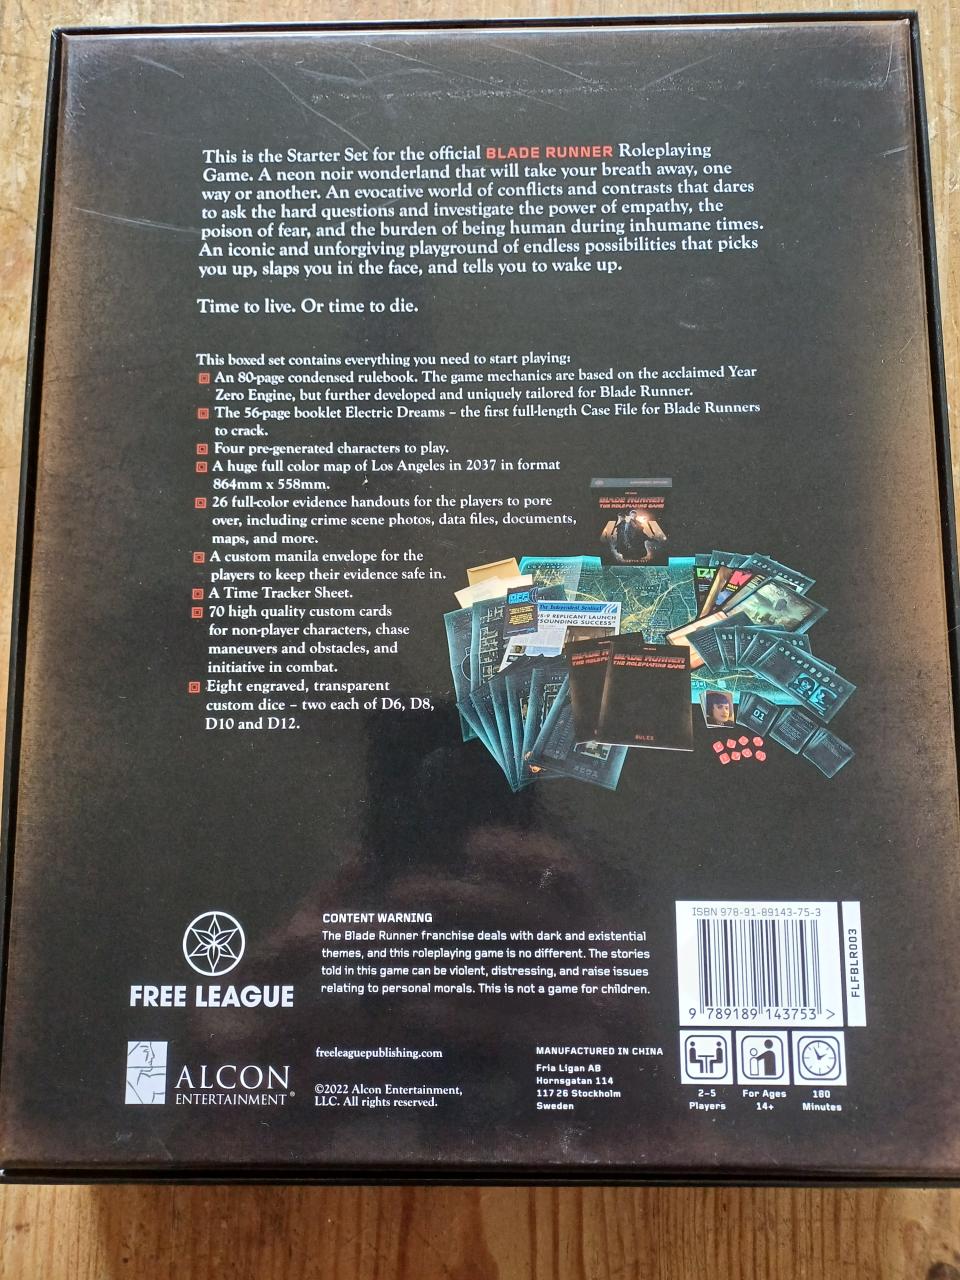 This is the Starter Set for the official BLADE RUNNER Roleplaying
Game. A neon noir wonderland that will take your breath away, one
way or another. An evocative world of conflicts and contrasts that dares
to ask the hard questions and investigate the power of empathy, the
poison of fear, and the burden of being human during inhumane times.
An iconic and unforgiving playground of endless possibilities that picks
you up, slaps you in the face, and tells you to wake up.
Time to live. Or time to die.
This boxed set contains everything you need to start playing:
An 80-page condensed rulebook. The game mechanics are based on the acclaimed Year
Zero Engine, but further developed and uniquely tailored for Blade Runner.
The 56-page booklet Electric Dreams – the first full-length Case File for Blade Runners
to crack.
Four pre-generated characters to play.
A huge full color map of Los Angeles in 2037 in format
864mm x 558mm.
26 full-color evidence handouts for the players to pore
over, including crime scene photos, data files, documents,
maps, and more.
A custom manila envelope for the
players to keep their evidence safe in.
A Time Tracker Sheet.
70 high quality custom cards
for non-player characters, chase
maneuvers and obstacles, and
initiative in combat.
Eight engraved, transparent
custom dice – two each of D6, D8,
D10 and D12.
BLADE RUNNER
THE ROLEPLAYING GAME
The Independent Sentinel
REPLICANT LAUNCH
SOUNDING SUCCESS"
BLADE RUNNER
THE ROLEPLAYING GAME
RULES
01
FREE LEAGUE
CONTENT WARNING
The Blade Runner franchise deals with dark and existential
themes, and this roleplaying game is no different. The stories
told in this game can be violent, distressing, and raise issues
relating to personal morals. This is not a game for children.
ISBN 978-91-89143-75-3
9 789189 143753 >
FLFBLR003
ALCON
ENTERTAINMENT®
freeleaguepublishing.com
©2022 Alcon Entertainment,
LLC. All rights reserved.
MANUFACTURED IN CHINA
Fria Ligan AB
Hornsgatan 114
117 26 Stockholm
Sweden
2–5
Players
For Ages
14+
180
Minutes